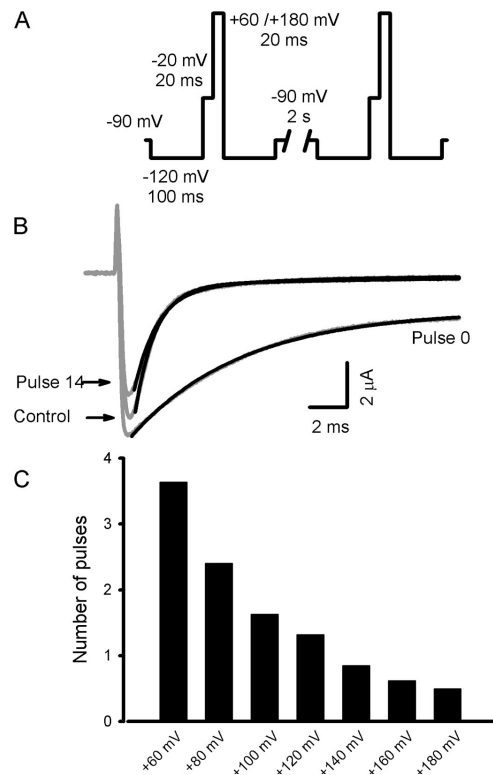 A
+60 /+180 mV
20 ms
-20 mV
20 ms
-90 mV
2 s
-90 mV
-120 mV
100 ms
B
Pulse 0
Pulse 14
Control
2 µA
2 ms
C
Number of pulses
4
3
2
1
0
+60 mV
+80 mV
+100 mV
+120 mV
+140 mV
+160 mV
+180 mV